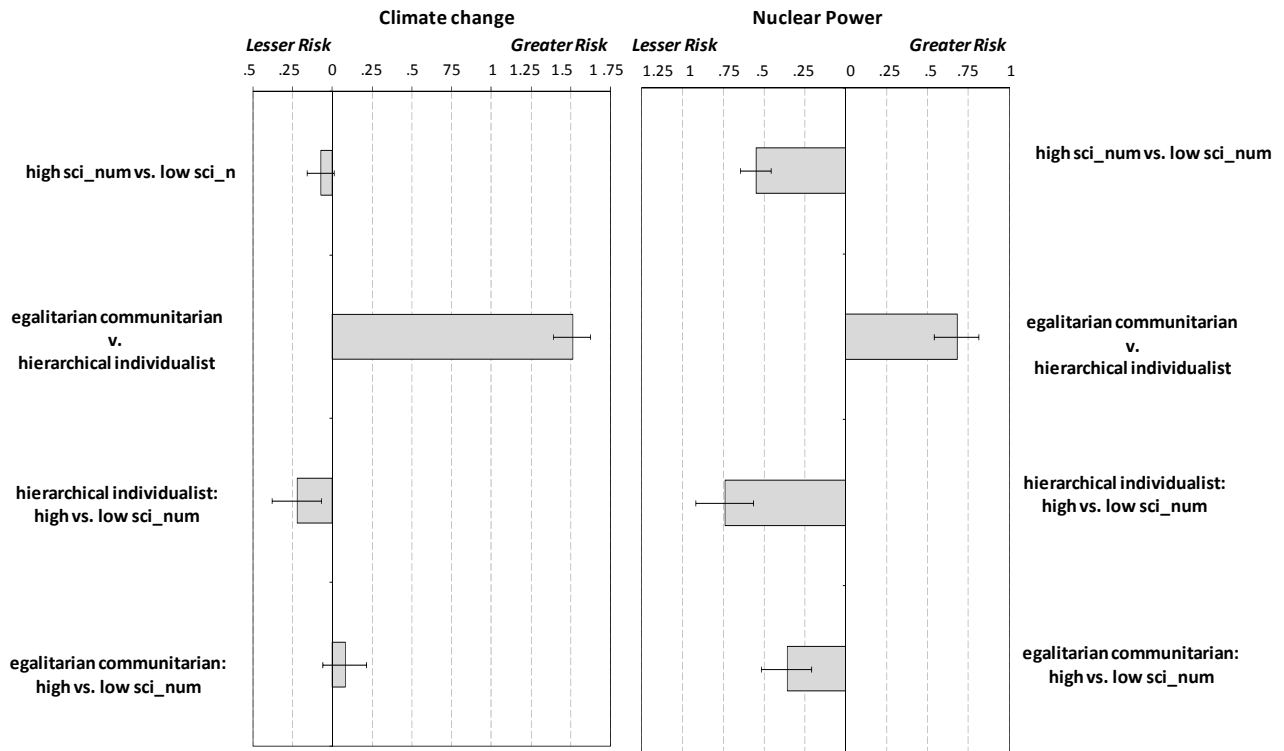 Climate change
Nuclear Power
Lesser Risk
Greater Risk
Lesser Risk
Greater Risk
.5 .25 0 .25 .5 .75 1 1.25 1.5 1 .75
1.25 1 .75 .5 .25 0 .25 .5 .75 1
high sci_num vs. low sci_n
high sci_num vs. low sci_num
egalitarian communitarian
v.
hierarchical individualist
egalitarian communitarian
v.
hierarchical individualist
hierarchical individualist:
high vs. low sci_num
hierarchical individualist:
high vs. low sci_num
egalitarian communitarian:
high vs. low sci_num
egalitarian communitarian:
high vs. low sci_num